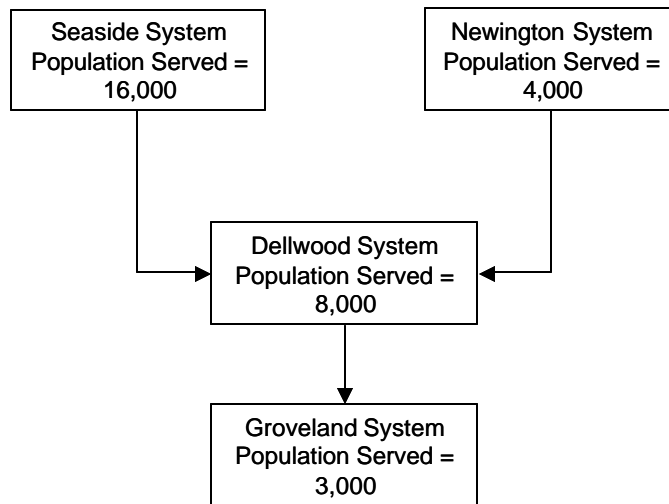 Seaside System
Population Served =
16,000
Newington System
Population Served =
4,000
Dellwood System
Population Served =
8,000
Groveland System
Population Served =
3,000